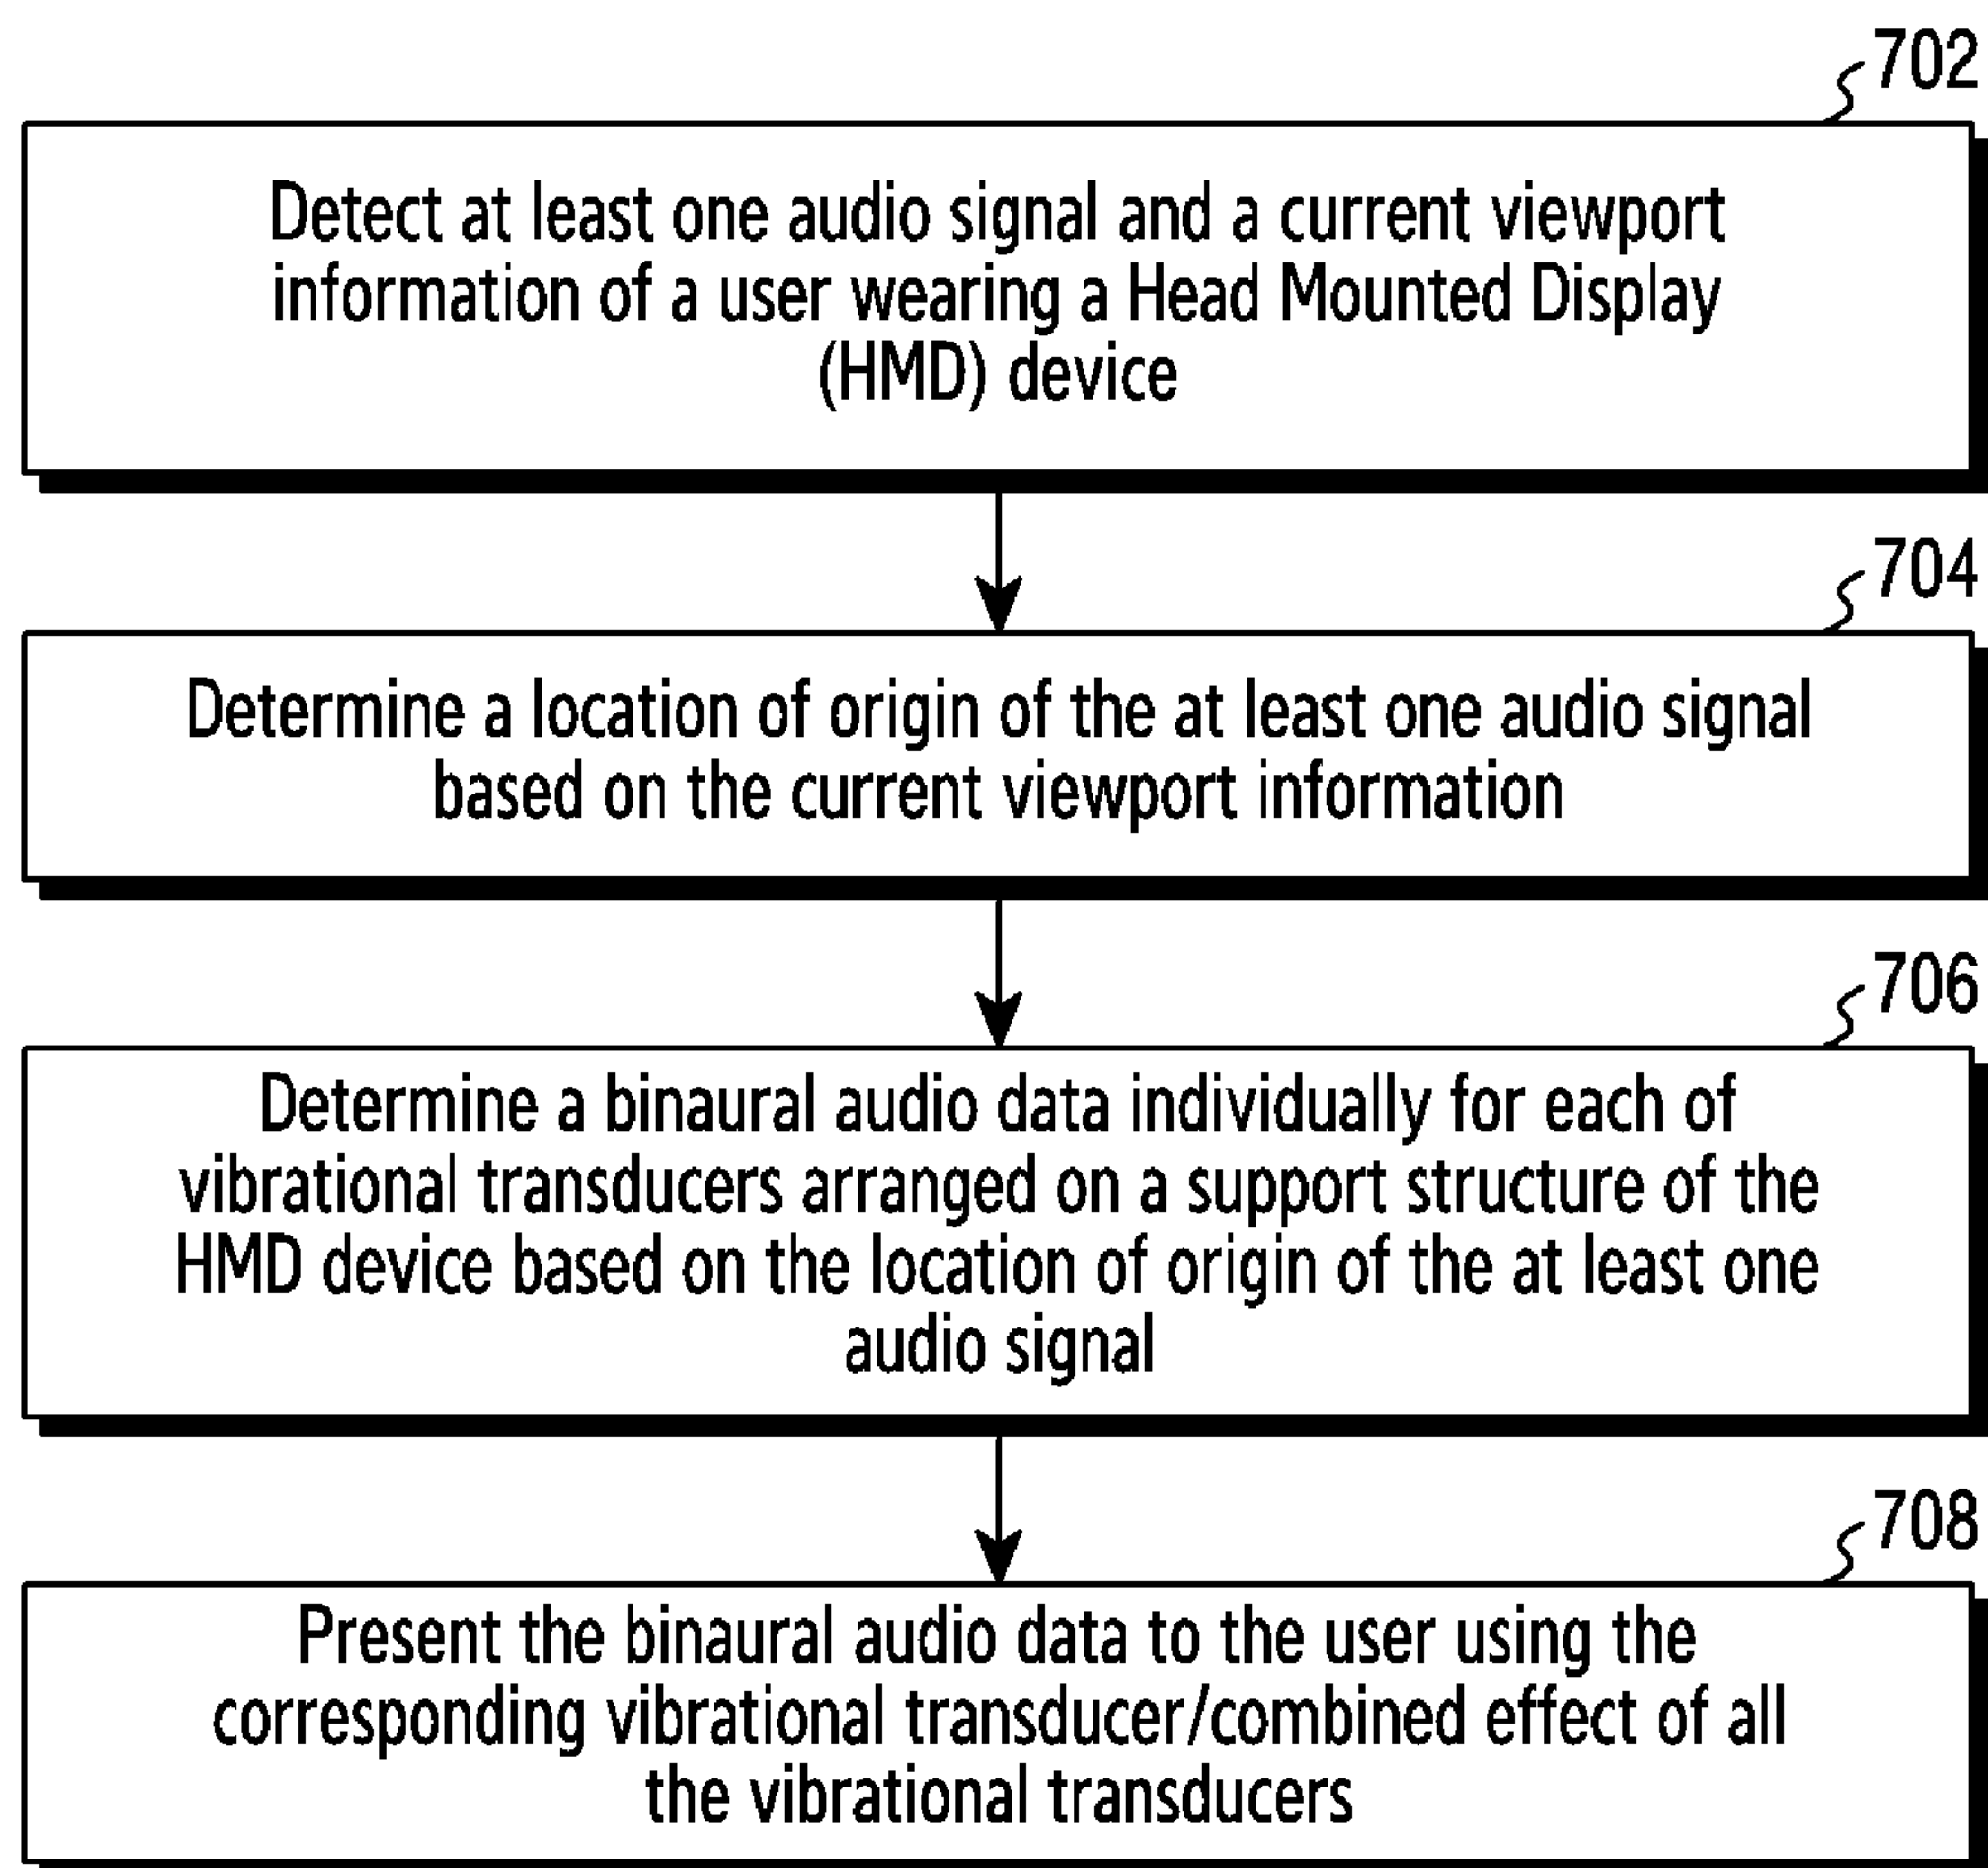 702
Detect at least one audio signal and a current viewport
information of a user wearing a Head Mounted Display
(HMD) device
704
Determine a location of origin of the at least one audio signal
based on the current viewport information
706
Determine a binaural audio data individually for each of
vibrational transducers arranged on a support structure of the
HMD device based on the location of origin of the at least one
audio signal
708
Present the binaural audio data to the user using the
corresponding vibrational transducer/combined effect of all
the vibrational transducers